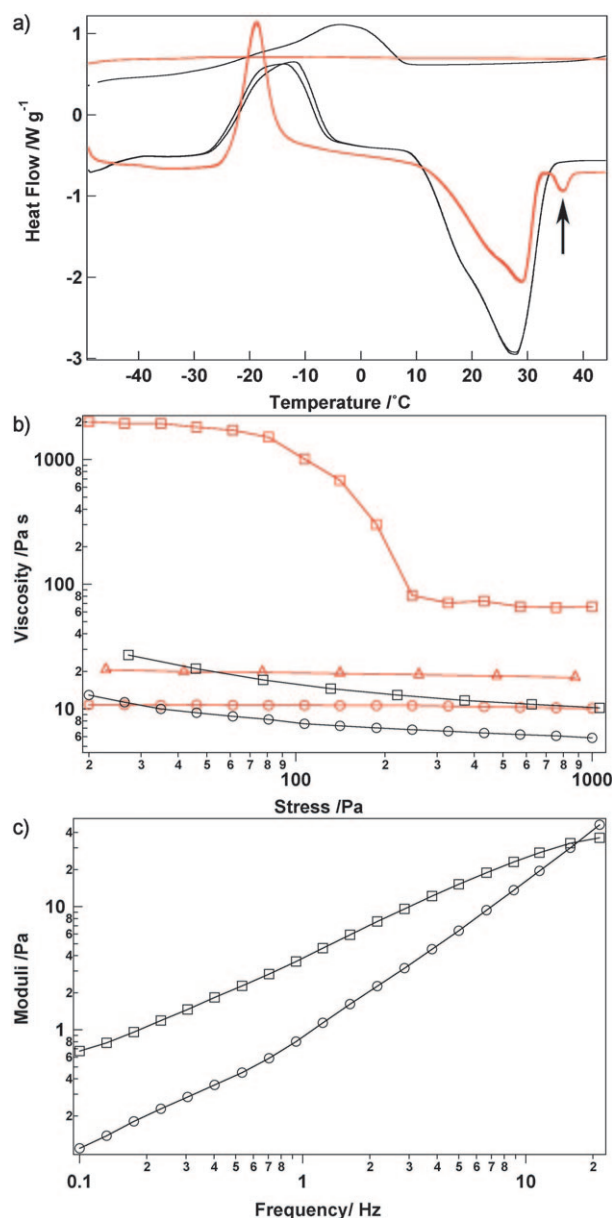 a)
1
0
-1
-2
-3
Heat Flow /W g⁻¹
-40 -30 -20 -10 0 10 20 30 40
Temperature /˚C
b)
2
1000
8
6
4
2
100
8
6
4
2
10
8
6
Viscosity /Pa s
2 3 4 5 6 7 8 9 2 3 4 5 6 7 8 9
100 1000
Stress/Pa
c)
4
2
10
8
6
4
2
1
8
6
4
2
Moduli /Pa
2 3 4 5 6 7 8 2 3 4 5 6 7 8 2
0.1 1 10
Frequency/ Hz